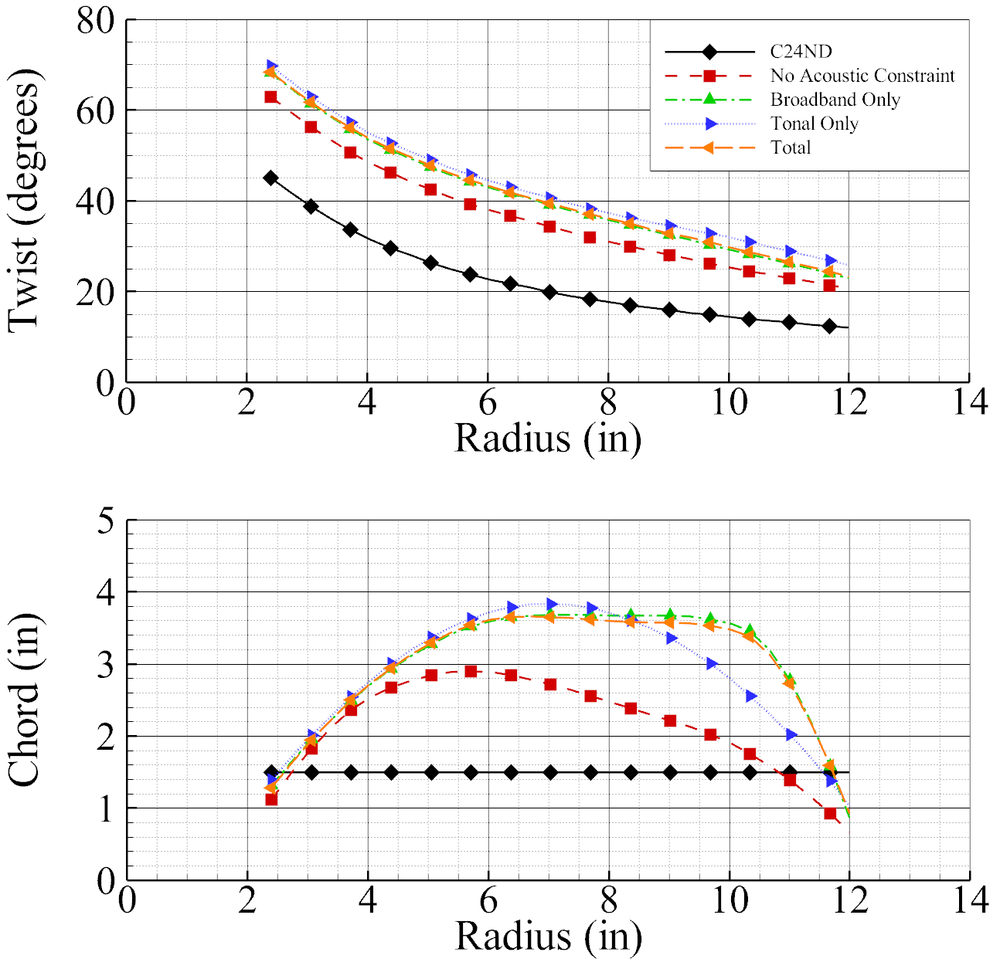 80
60
40
20
0
Twist (degrees)
C24ND
No Acoustic Constraint
Broadband Only
Tonal Only
Total
0 2 4 6 8 10 12 14
Radius (in)
5
4
3
2
1
0
Chord (in)
0 2 4 6 8 10 12 14
Radius (in)